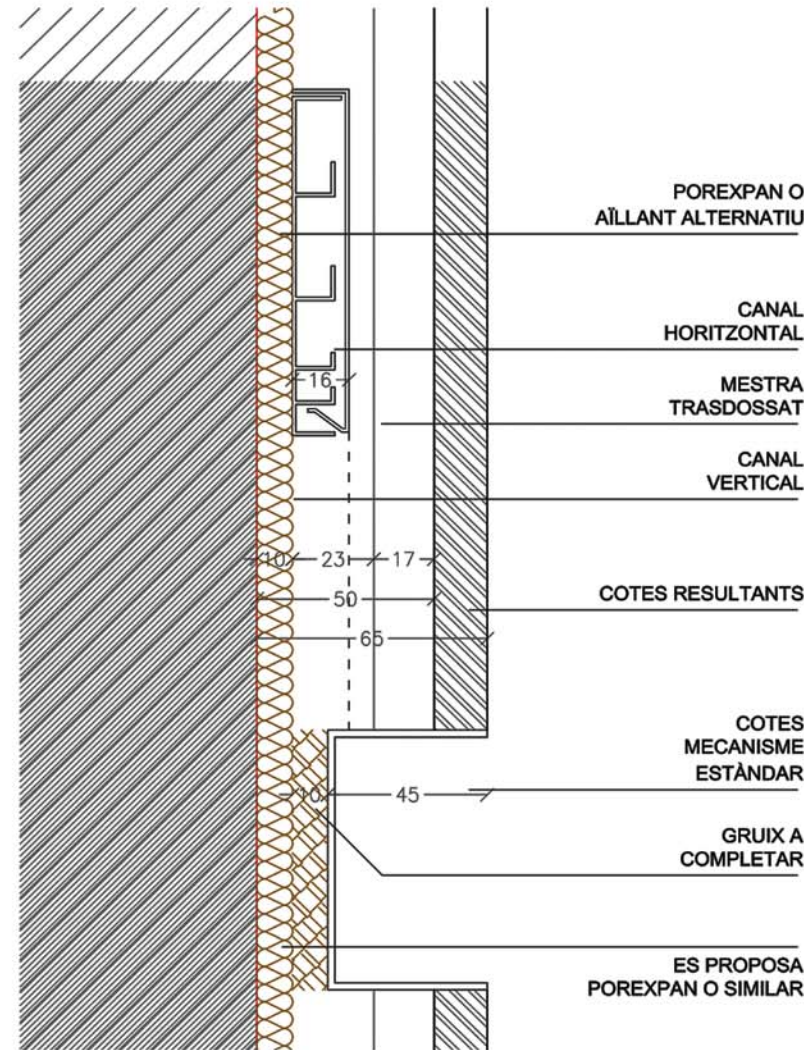 POREXPAN O
AÏLLANT ALTERNATIU
CANAL
HORITZONTAL
16
MESTRA
TRASDOSSAT
CANAL
VERTICAL
10
23
17
50
COTES RESULTANTS
65
COTES
MECANISME
ESTÀNDAR
10
45
GRUIX A
COMPLETAR
ES PROPOSA
POREXPAN O SIMILAR